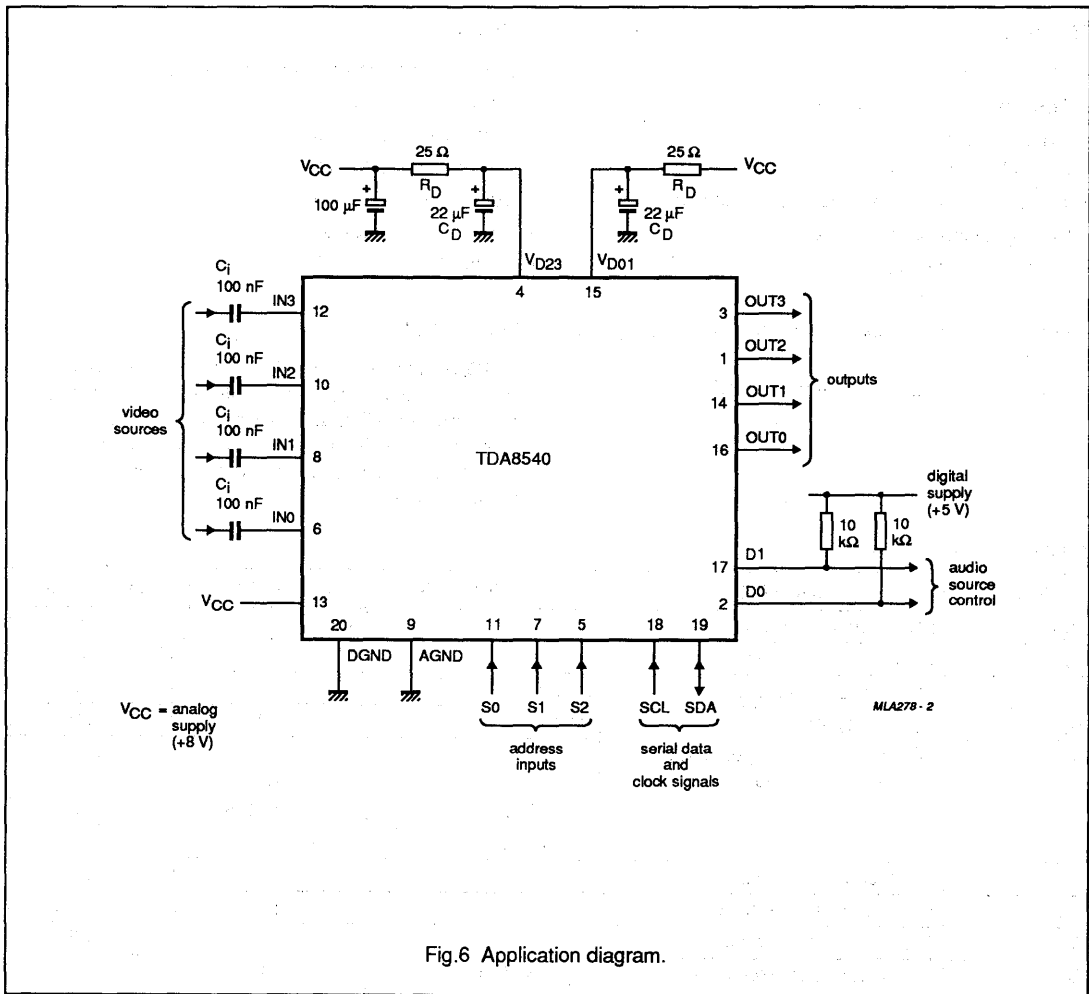 25 Ω
25 Ω
VCC
VCC
RD
RD
+
+
+
100 µF
22 µF
CD
22 µF
CD
VD23
VD01
4
15
Ci
100 nF
IN3
12
Ci
100 nF
IN2
10
Ci
100 nF
IN1
8
Ci
100 nF
IN0
6
video
sources
VCC
13
TDA8540
3
OUT3
1
OUT2
14
OUT1
16
OUT0
outputs
digital
supply
(+5 V)
10
kΩ
10
kΩ
17
D1
2
D0
audio
source
control
20
9
11
7
5
18
19
DGND
AGND
S0
S1
S2
SCL
SDA
address
inputs
serial data
and
clock signals
VCC = analog
supply
(+8 V)
MLA278 - 2
Fig.6 Application diagram.